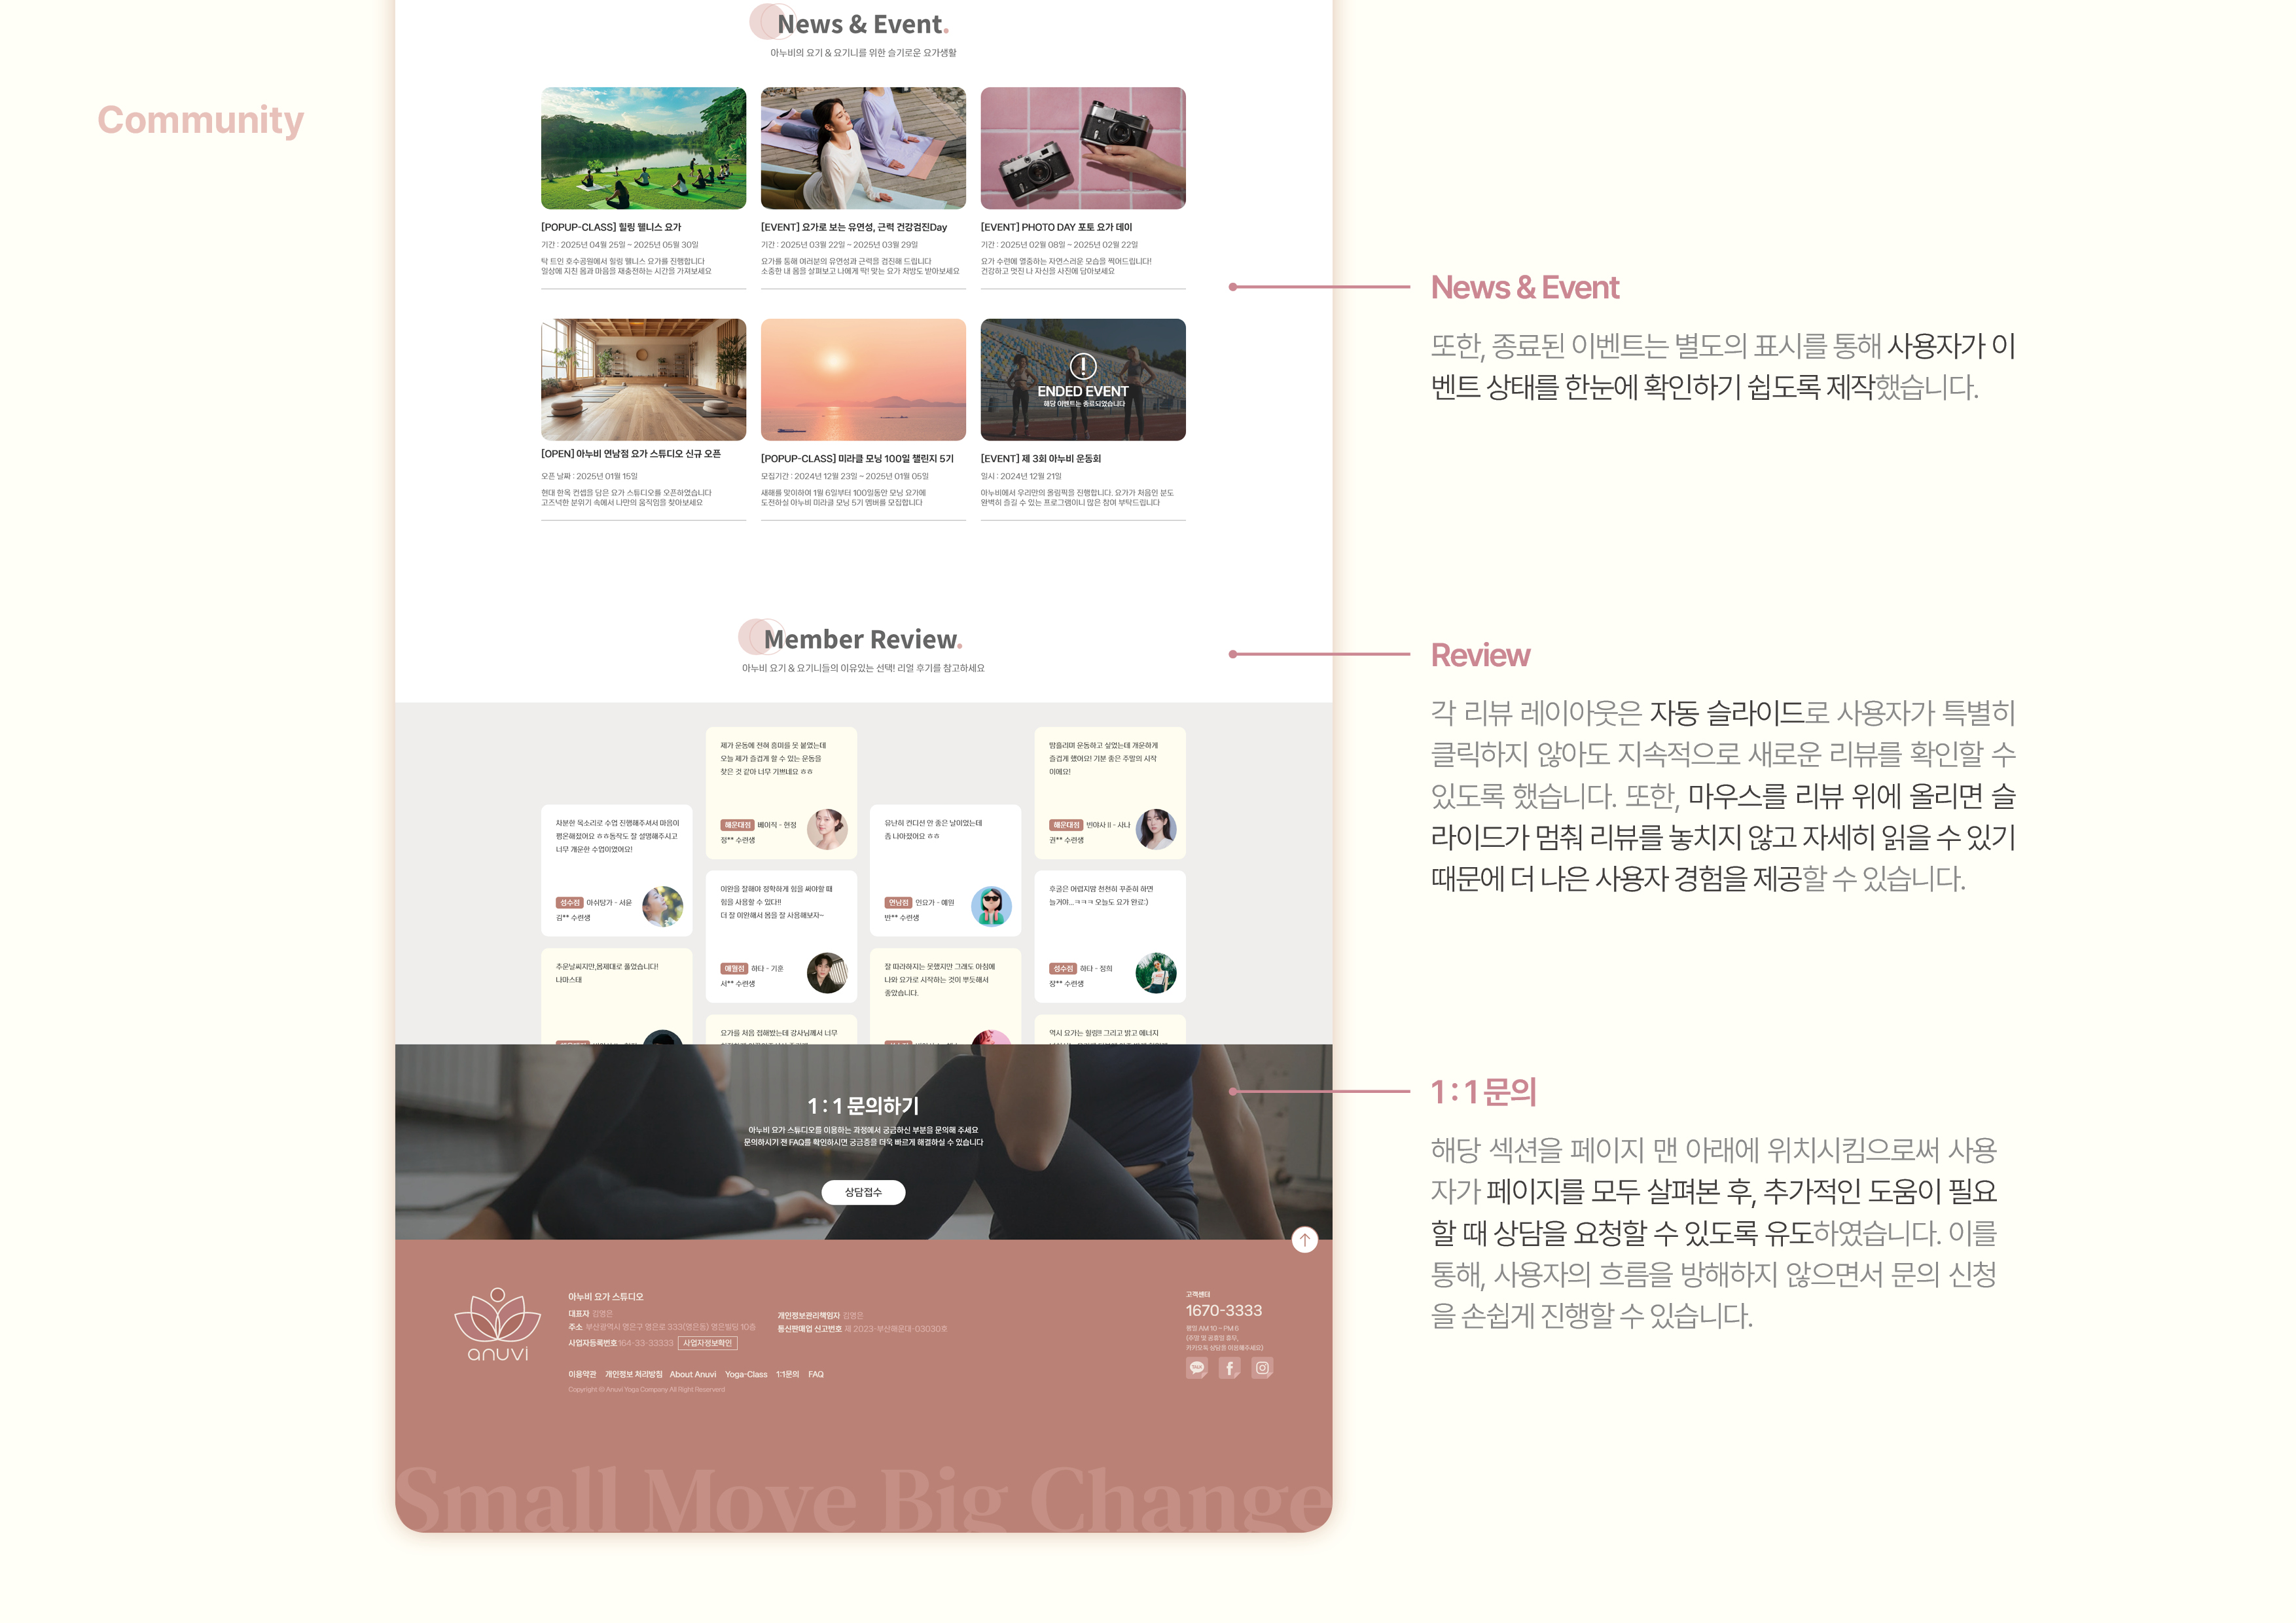 Community
News & Event.
아누비의 요기 & 요기니를 위한 슬기로운 요가생활
[POPUP-CLASS] 힐링 웰니스 요가
기간 : 2025년 04월 25일 ~ 2025년 05월 30일
탁 트인 호수공원에서 힐링 웰니스 요가를 진행합니다
일상에 지친 몸과 마음을 재충전하는 시간을 가져보세요
[EVENT] 요가로 보는 유연성, 근력 건강검진Day
기간 : 2025년 03월 22일 ~ 2025년 03월 29일
요가를 통해 여러분의 유연성과 근력을 검진해 드립니다
소중한 내 몸을 살펴보고 나에게 딱! 맞는 요가 처방도 받아보세요
[EVENT] PHOTO DAY 포토 요가 데이
기간 : 2025년 02월 08일 ~ 2025년 02월 22일
요가 수련에 열중하는 자연스러운 모습을 찍어드립니다!
건강하고 멋진 나 자신을 사진에 담아보세요
[OPEN] 아누비 연남점 요가 스튜디오 신규 오픈
오픈 날짜 : 2025년 01월 15일
현대 한옥 컨셉을 담은 요가 스튜디오를 오픈하였습니다
고즈넉한 분위기 속에서 나만의 움직임을 찾아보세요
[POPUP-CLASS] 미라클 모닝 100일 챌린지 5기
모집기간 : 2024년 12월 23일 ~ 2025년 01월 05일
새해를 맞이하여 1월 6일부터 100일동안 모닝 요가에
도전하실 아누비 미라클 모닝 5기 멤버를 모집합니다
ENDED EVENT
해당 이벤트는 종료되었습니다
[EVENT] 제 3회 아누비 운동회
일시 : 2024년 12월 21일
아누비에서 우리만의 올림픽을 진행합니다. 요가가 처음인 분도
완벽히 즐길 수 있는 프로그램이니 많은 참여 부탁드립니다
News & Event
또한, 종료된 이벤트는 별도의 표시를 통해 사용자가 이
벤트 상태를 한눈에 확인하기 쉽도록 제작했습니다.
Member Review.
아누비 요기 & 요기니들의 이유있는 선택! 리얼 후기를 참고하세요
차분한 목소리로 수업 진행해주셔서 마음이
평온해졌어요 ㅎㅎ동작도 잘 설명해주시고
너무 개운한 수업이였어요!
성수점 아쉬탕가 - 서윤
김** 수련생
추운날씨지만,몸제대로 풀었습니다!
나마스테
제가 운동에 전혀 흥미를 못 붙였는데
오늘 제가 즐겁게 할 수 있는 운동을
찾은 것 같아 너무 기쁘네요 ㅎㅎ
해운대점 베이직 - 현정
정** 수련생
이완을 잘해야 정확하게 힘을 싸야할 때
힘을 사용할 수 있다!!
더 잘 이완해서 몸을 잘 사용해보자~
하타 - 기훈
서** 수련생
요가를 처음 접해봤는데 강사님께서 너무
유난히 컨디션 안 좋은 날이었는데
좀 나아졌어요 ㅎㅎ
연남점 인요가 - 예원
반** 수련생
잘 따라하지는 못했지만 그래도 아침에
나와 요가로 시작하는 것이 뿌듯해서
좋았습니다.
땀흘리며 운동하고 싶었는데 개운하게
즐겁게 했어요! 기분 좋은 주말의 시작
이에요!
해운대점 빈야사 II - 사나
권** 수련생
후굴은 어렵지맘 천천히 꾸준히 하면
늘거야...ㅋㅋㅋ 오늘도 요가 완료:)
성수점 하타 - 정희
장** 수련생
역시 요가는 힐링!! 그리고 밝고 에너지
Review
각 리뷰 레이아웃은 자동 슬라이드로 사용자가 특별히
클릭하지 않아도 지속적으로 새로운 리뷰를 확인할 수
있도록 했습니다. 또한, 마우스를 리뷰 위에 올리면 슬
라이드가 멈춰 리뷰를 놓치지 않고 자세히 읽을 수 있기
때문에 더 나은 사용자 경험을 제공할 수 있습니다.
1 : 1 문의하기
아누비 요가 스튜디오를 이용하는 과정에서 궁금하신 부분을 문의해 주세요
문의하시기 전 FAQ를 확인하시면 궁금증을 더욱 빠르게 해결하실 수 있습니다
상담접수
1 : 1 문의
해당 섹션을 페이지 맨 아래에 위치시킴으로써 사용
자가 페이지를 모두 살펴본 후, 추가적인 도움이 필요
할 때 상담을 요청할 수 있도록 유도하였습니다. 이를
통해, 사용자의 흐름을 방해하지 않으면서 문의 신청
을 손쉽게 진행할 수 있습니다.
anuvi
아누비 요가 스튜디오
대표자 김영은
주소 부산광역시 영은구 영은로 333(영은동) 영은빌딩 10층
사업자등록번호 164-33-33333 사업자정보확인
개인정보관리책임자 김영은
통신판매업 신고번호 제 2023-부산해운대-03030호
이용약관 개인정보 처리방침 About Anuvi Yoga-Class 1:1문의 FAQ
Copyright © Anuvi Yoga Company All Right Reserverd
고객센터
1670-3333
평일 AM 10 ~ PM 6
(주말 및 공휴일 휴무,
카카오톡 상담을 이용해주세요)
TALK
Small Move Big Change